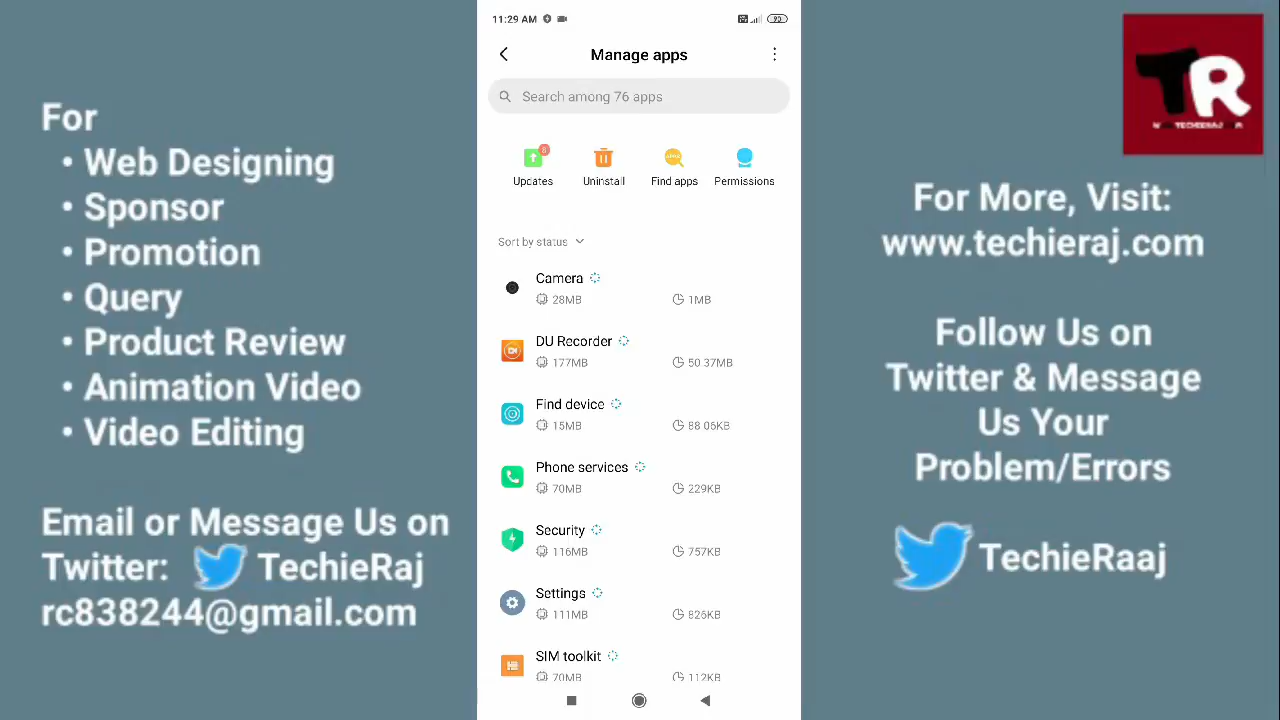 For
• Web Designing
• Sponsor
• Promotion
• Query
• Product Review
• Animation Video
• Video Editing
Email or Message Us on
Twitter: TechieRaj
rc838244@gmail.com
11:29 AM
90
Manage apps
Search among 76 apps
8
Updates
Uninstall
APPS
Find apps
Permissions
Sort by status
Camera
28MB 1MB
DU Recorder
177MB 50.37MB
Find device
15MB 88.06KB
Phone services
70MB 229KB
Security
116MB 757KB
Settings
111MB 826KB
SIM toolkit
70MB 112KB
TR
For More, Visit:
www.techieraj.com
Follow Us on
Twitter & Message
Us Your
Problem/Errors
TechieRaaj